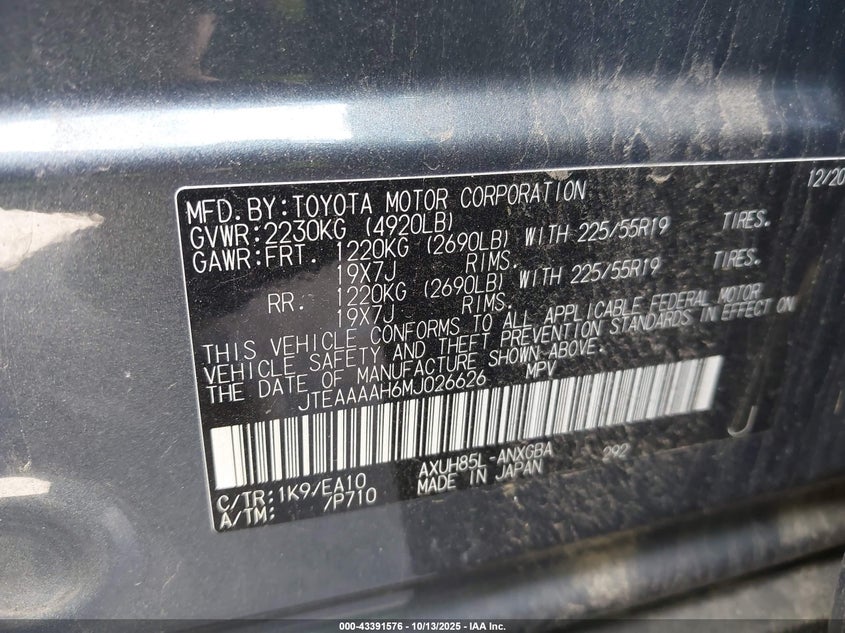 12/20
MFD.BY:TOYOTA MOTOR CORPORATION
GVWR:2230KG (4920LB)
GAWR:FRT. 1220KG (2690LB) WITH 225/55R19 TIRES.
19X7J RIMS.
RR. 1220KG (2690LB) WITH 225/55R19 TIRES.
19X7J RIMS.
THIS VEHICLE CONFORMS TO ALL APPLICABLE FEDERAL MOTOR
VEHICLE SAFETY AND THEFT PREVENTION STANDARDS IN EFFECT ON
THE DATE OF MANUFACTURE SHOWN ABOVE.
JTEAAAAH6MJ026626 MPV
J
AXUH85L-ANXGBA 292
C/TR:1K9/EA10 MADE IN JAPAN
A/TM: /P710
000-43391576 - 10/13/2025 - IAA Inc.